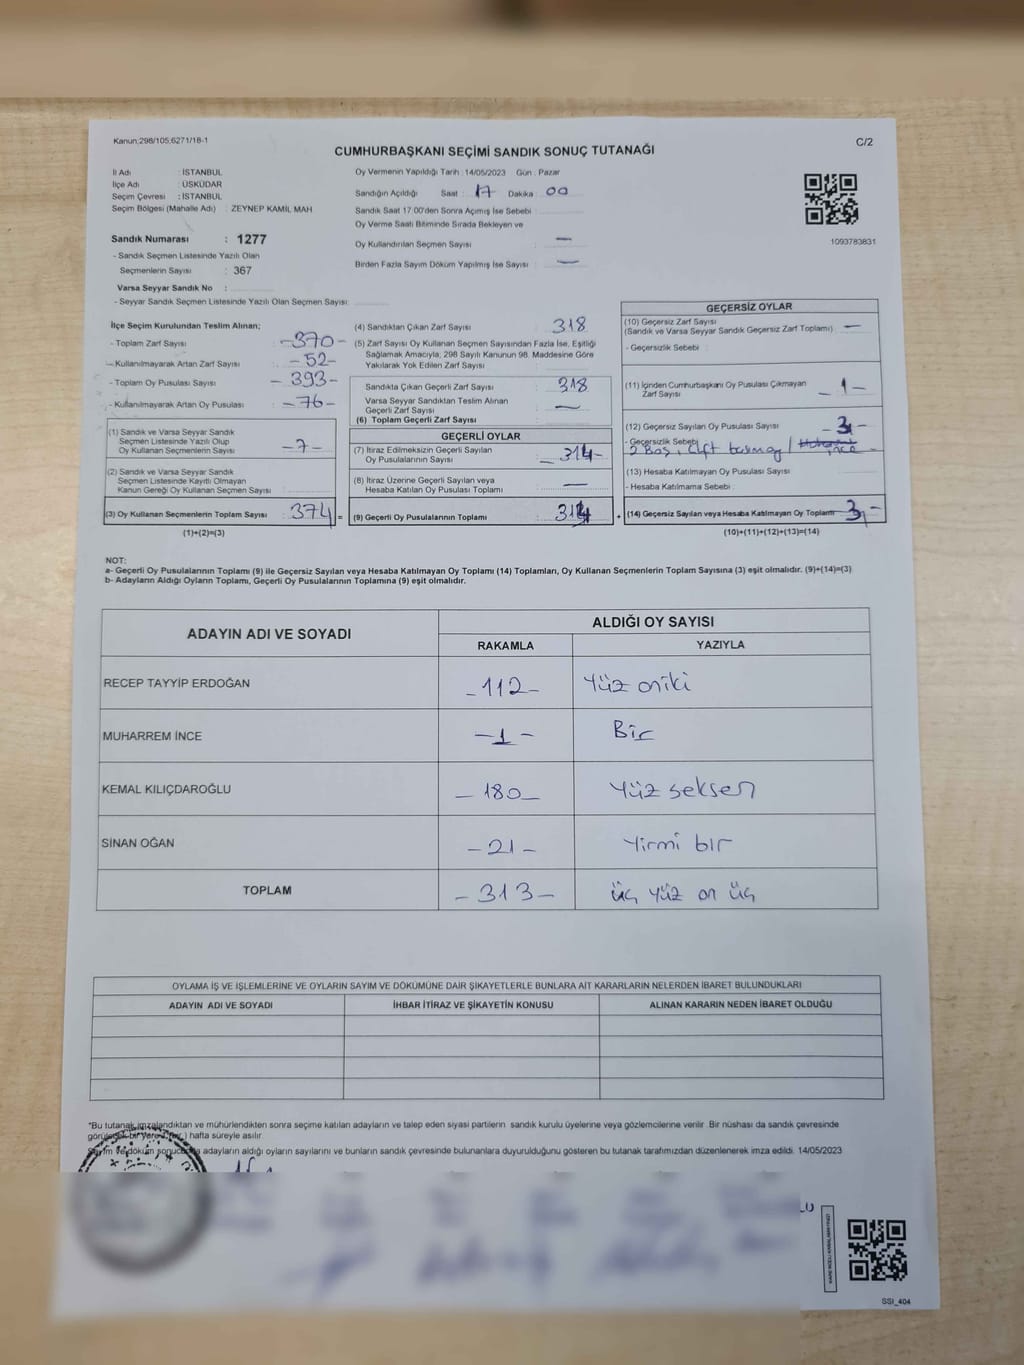 Kanun;298/105;6271/18-1
C/2
CUMHURBAŞKANI SEÇİMİ SANDIK SONUÇ TUTANAĞI
İl Adı : İSTANBUL
İlçe Adı : ÜSKÜDAR
Seçim Çevresi : İSTANBUL
Seçim Bölgesi (Mahalle Adı) : ZEYNEP KAMİL MAH
Sandık Numarası : 1277
- Sandık Seçmen Listesinde Yazılı Olan
Seçmenlerin Sayısı : 367
Varsa Seyyar Sandık No :
- Seyyar Sandık Seçmen Listesinde Yazılı Olan Seçmen Sayısı:
Oy Vermenin Yapıldığı Tarih : 14/05/2023 Gün : Pazar
Sandığın Açıldığı Saat : 17 Dakika : 00
Sandık Saat 17:00'den Sonra Açımış İse Sebebi :
Oy Verme Saati Bitiminde Sırada Bekleyen ve
Oy Kullandırılan Seçmen Sayısı : —
Birden Fazla Sayım Döküm Yapılmış İse Sayısı : —
1093783831
İlçe Seçim Kurulundan Teslim Alınan;
- Toplam Zarf Sayısı : -370-
- Kullanılmayarak Artan Zarf Sayısı : -52-
- Toplam Oy Pusulası Sayısı : -393-
- Kullanılmayarak Artan Oy Pusulası : -76-
(1) Sandık ve Varsa Seyyar Sandık
Seçmen Listesinde Yazılı Olup
Oy Kullanan Seçmenlerin Sayısı : -7-
(2) Sandık ve Varsa Seyyar Sandık
Seçmen Listesinde Kayıtlı Olmayan
Kanun Gereği Oy Kullanan Seçmen Sayısı :
(3) Oy Kullanan Seçmenlerin Toplam Sayısı : 374 =
(1)+(2)=(3)
(4) Sandıktan Çıkan Zarf Sayısı : 318
(5) Zarf Sayısı Oy Kullanan Seçmen Sayısından Fazla İse, Eşitliği
Sağlamak Amacıyla, 298 Sayılı Kanunun 98. Maddesine Göre
Yakılarak Yok Edilen Zarf Sayısı :
Sandıkta Çıkan Geçerli Zarf Sayısı : 318
Varsa Seyyar Sandıktan Teslim Alınan
Geçerli Zarf Sayısı : —
(6) Toplam Geçerli Zarf Sayısı :
GEÇERLİ OYLAR
(7) İtiraz Edilmeksizin Geçerli Sayılan
Oy Pusulalarının Sayısı : -314-
(8) İtiraz Üzerine Geçerli Sayılan veya
Hesaba Katılan Oy Pusulası Toplamı : —
(9) Geçerli Oy Pusulalarının Toplamı : 314 +
GEÇERSİZ OYLAR
(10) Geçersiz Zarf Sayısı
(Sandık ve Varsa Seyyar Sandık Geçersiz Zarf Toplamı) : —
- Geçersizlik Sebebi :
(11) İçinden Cumhurbaşkanı Oy Pusulası Çıkmayan
Zarf Sayısı : 1-
(12) Geçersiz Sayılan Oy Pusulası Sayısı : 3-
- Geçersizlik Sebebi :
2 Boş, Çift basmay / İnce -
(13) Hesaba Katılmayan Oy Pusulası Sayısı :
- Hesaba Katılmama Sebebi :
(14) Geçersiz Sayılan veya Hesaba Katılmayan Oy Toplamı : 3-
(10)+(11)+(12)+(13)=(14)
NOT:
a- Geçerli Oy Pusulalarının Toplamı (9) ile Geçersiz Sayılan veya Hesaba Katılmayan Oy Toplamı (14) Toplamları, Oy Kullanan Seçmenlerin Toplam Sayısına (3) eşit olmalıdır. (9)+(14)=(3)
b- Adayların Aldığı Oyların Toplamı, Geçerli Oy Pusulalarının Toplamına (9) eşit olmalıdır.
ADAYIN ADI VE SOYADI ALDIĞI OY SAYISI
RAKAMLA YAZIYLA
RECEP TAYYİP ERDOĞAN -112- Yüz oniki
MUHARREM İNCE -1- Bir
KEMAL KILIÇDAROĞLU -180- Yüz seksen
SİNAN OĞAN -21- Yirmi bir
TOPLAM -313- üç yüz on üç
OYLAMA İŞ VE İŞLEMLERİNE VE OYLARIN SAYIM VE DÖKÜMÜNE DAİR ŞİKAYETLERLE BUNLARA AİT KARARLARIN NELERDEN İBARET BULUNDUKLARI
ADAYIN ADI VE SOYADI İHBAR İTİRAZ VE ŞİKAYETİN KONUSU ALINAN KARARIN NEDEN İBARET OLDUĞU
*Bu tutanak imzalandıktan ve mühürlendikten sonra seçime katılan adayların ve talep eden siyasi partilerin sandık kurulu üyelerine veya gözlemcilerine verilir. Bir nüshası da sandık çevresinde
hafta süreyle asılır.
Sayım ve döküm adayların aldığı oyların sayılarını ve bunların sandık çevresinde bulunanlara duyurulduğunu gösteren bu tutanak tarafımızdan düzenlenerek imza edildi. 14/05/2023
SSI_404